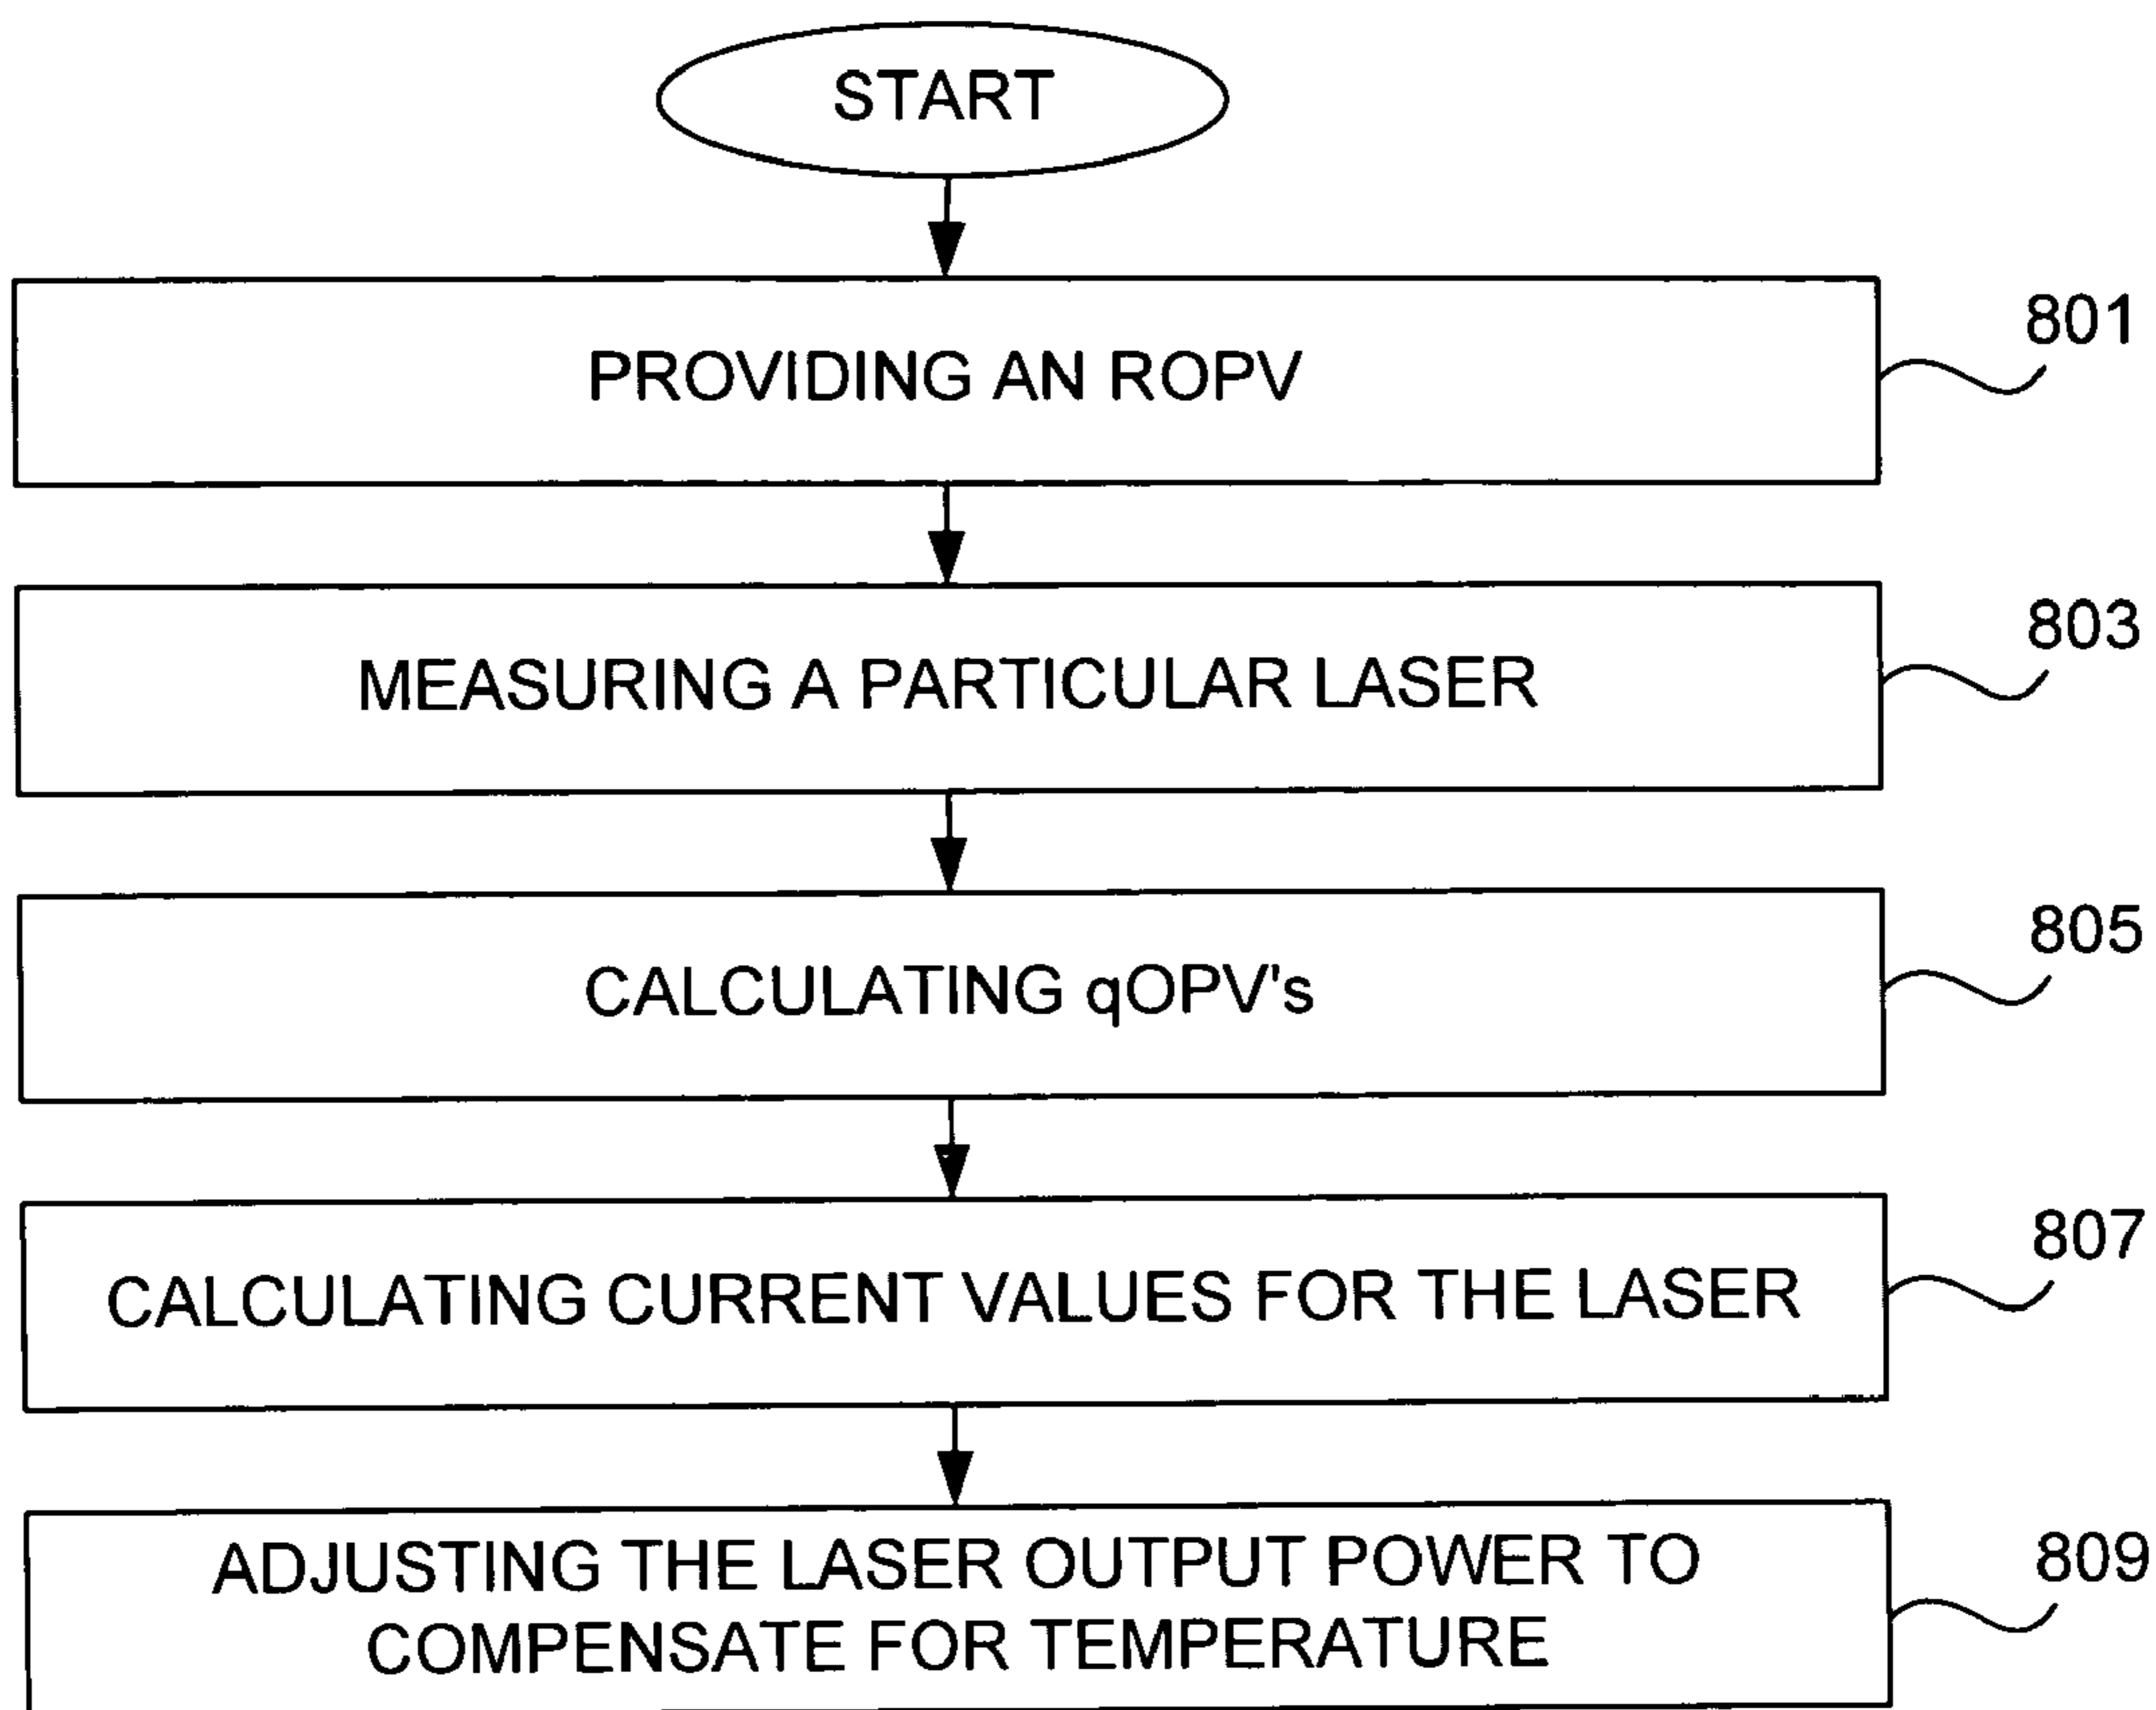 START
PROVIDING AN ROPV
801
MEASURING A PARTICULAR LASER
803
CALCULATING qOPV's
805
CALCULATING CURRENT VALUES FOR THE LASER
807
ADJUSTING THE LASER OUTPUT POWER TO
COMPENSATE FOR TEMPERATURE
809